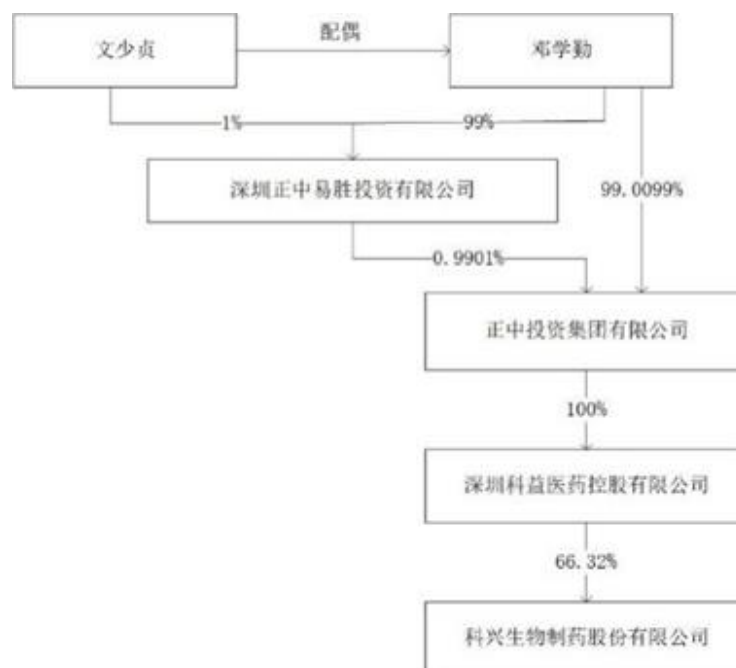 文少贞
配偶
邓学勤
1%
99%
深圳正中易胜投资有限公司
99.0099%
0.9901%
正中投资集团有限公司
100%
深圳科益医药控股有限公司
66.32%
科兴生物制药股份有限公司